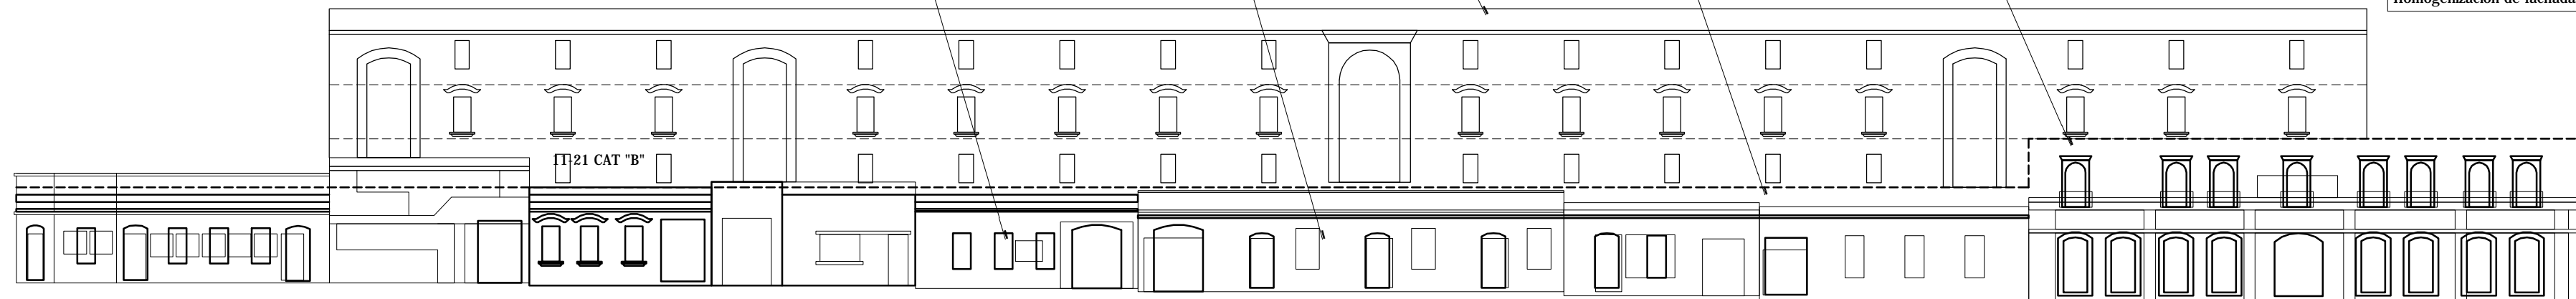 Homogenización de fachada
11-21 CAT "B"